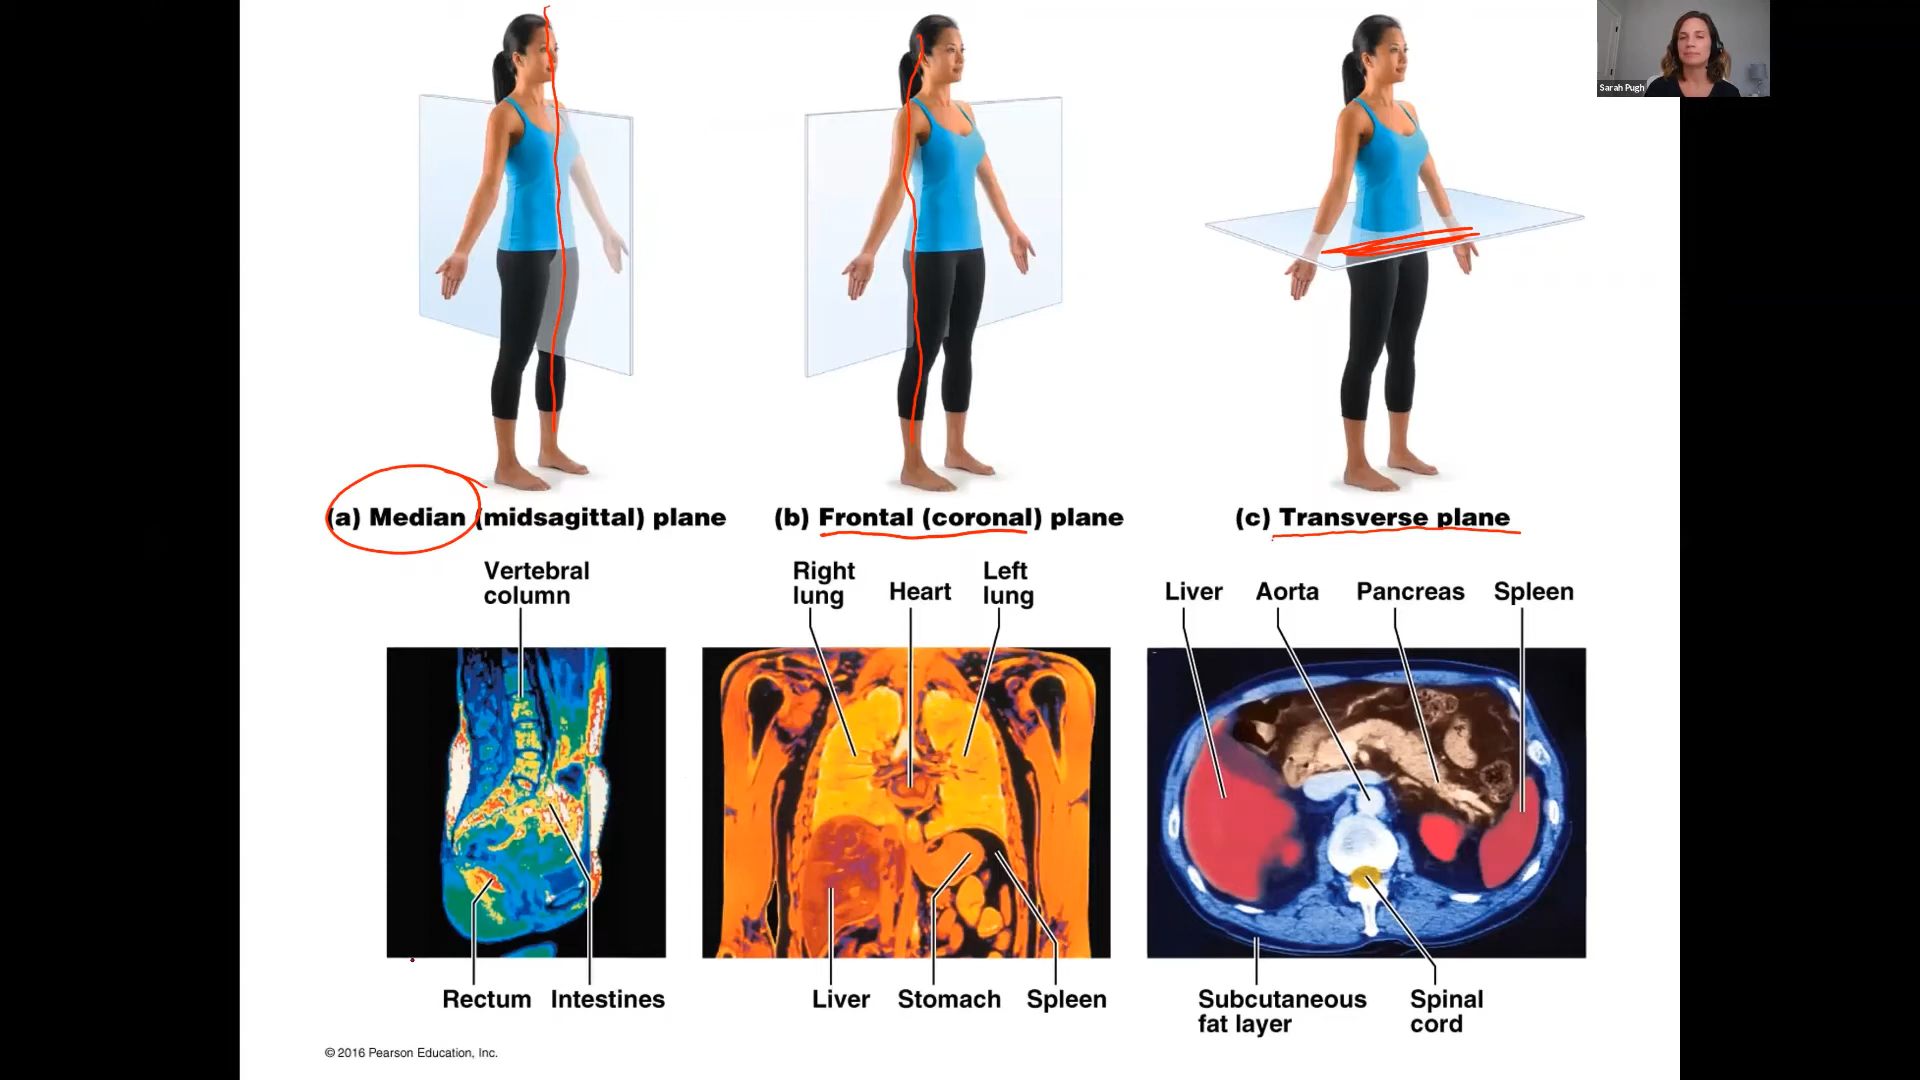 Sarah Pugh
(a) Median (midsagittal) plane
(b) Frontal (coronal) plane
(c) Transverse plane
Vertebral
column
Right
lung
Heart
Left
lung
Liver
Aorta
Pancreas
Spleen
Rectum
Intestines
Liver
Stomach
Spleen
Subcutaneous
fat layer
Spinal
cord
© 2016 Pearson Education, Inc.